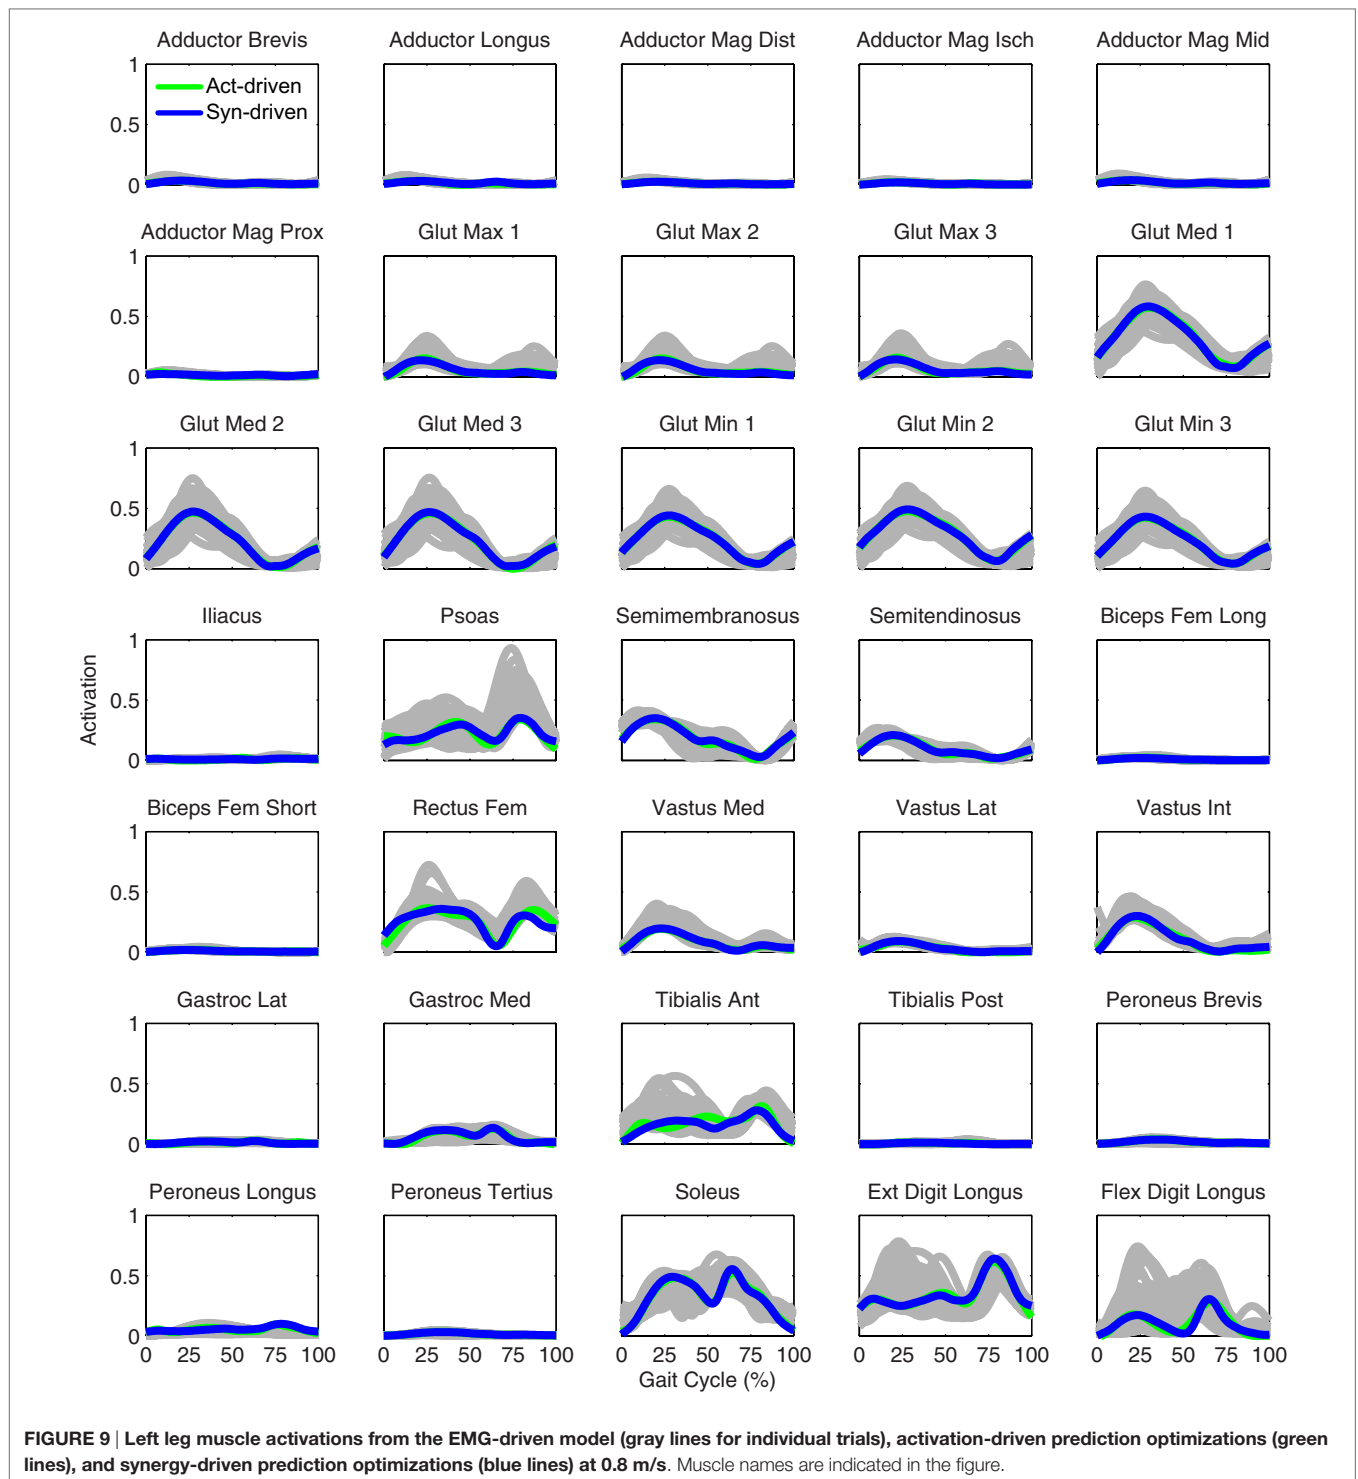 Adductor Brevis Adductor Longus Adductor Mag Dist Adductor Mag Isch Adductor Mag Mid
1
Act-driven
Syn-driven
0.5
0
Adductor Mag Prox Glut Max 1 Glut Max 2 Glut Max 3 Glut Med 1
1
0.5
0
Glut Med 2 Glut Med 3 Glut Min 1 Glut Min 2 Glut Min 3
1
0.5
0
Iliacus Psoas Semimembranosus Semitendinosus Biceps Fem Long
1
0.5
0
Activation
Biceps Fem Short Rectus Fem Vastus Med Vastus Lat Vastus Int
1
0.5
0
Gastroc Lat Gastroc Med Tibialis Ant Tibialis Post Peroneus Brevis
1
0.5
0
Peroneus Longus Peroneus Tertius Soleus Ext Digit Longus Flex Digit Longus
1
0.5
0
0 25 50 75 100 0 25 50 75 100 0 25 50 75 100 0 25 50 75 100 0 25 50 75 100
Gait Cycle (%)
FIGURE 9 | Left leg muscle activations from the EMG-driven model (gray lines for individual trials), activation-driven prediction optimizations (green
lines), and synergy-driven prediction optimizations (blue lines) at 0.8 m/s. Muscle names are indicated in the figure.